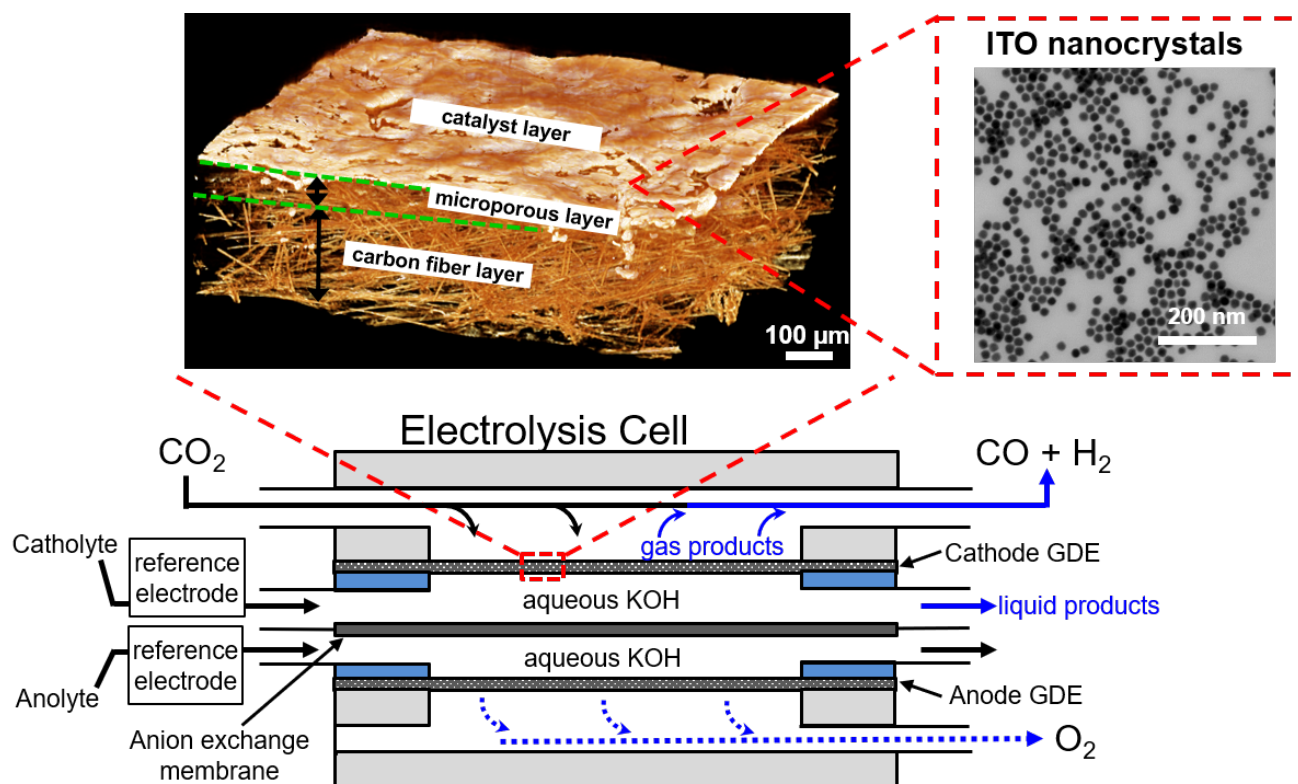 ITO nanocrystals
catalyst layer
microporous layer
carbon fiber layer
100 µm
200 nm
Electrolysis Cell
CO₂
CO + H₂
gas products
Catholyte
reference
electrode
Cathode GDE
aqueous KOH
liquid products
reference
electrode
aqueous KOH
Anolyte
Anode GDE
Anion exchange
membrane
O₂